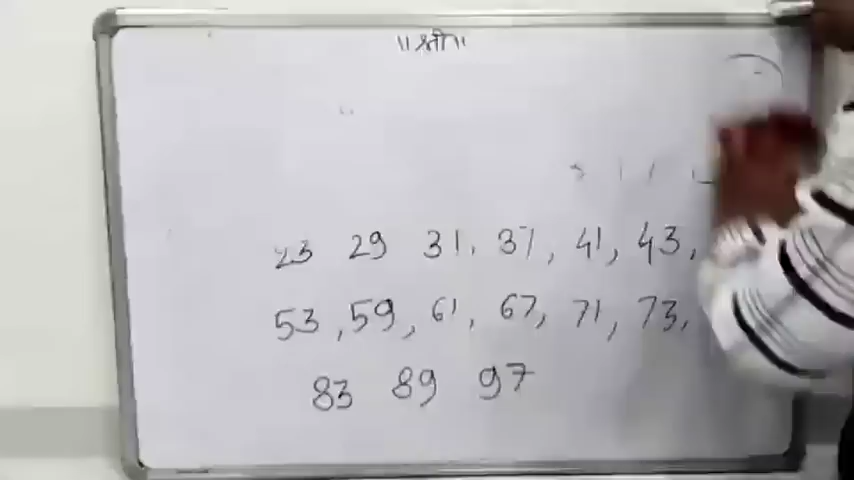 ॥ श्री ॥
23 29 31, 37, 41, 43,
53, 59, 61, 67, 71, 73,
83 89 97